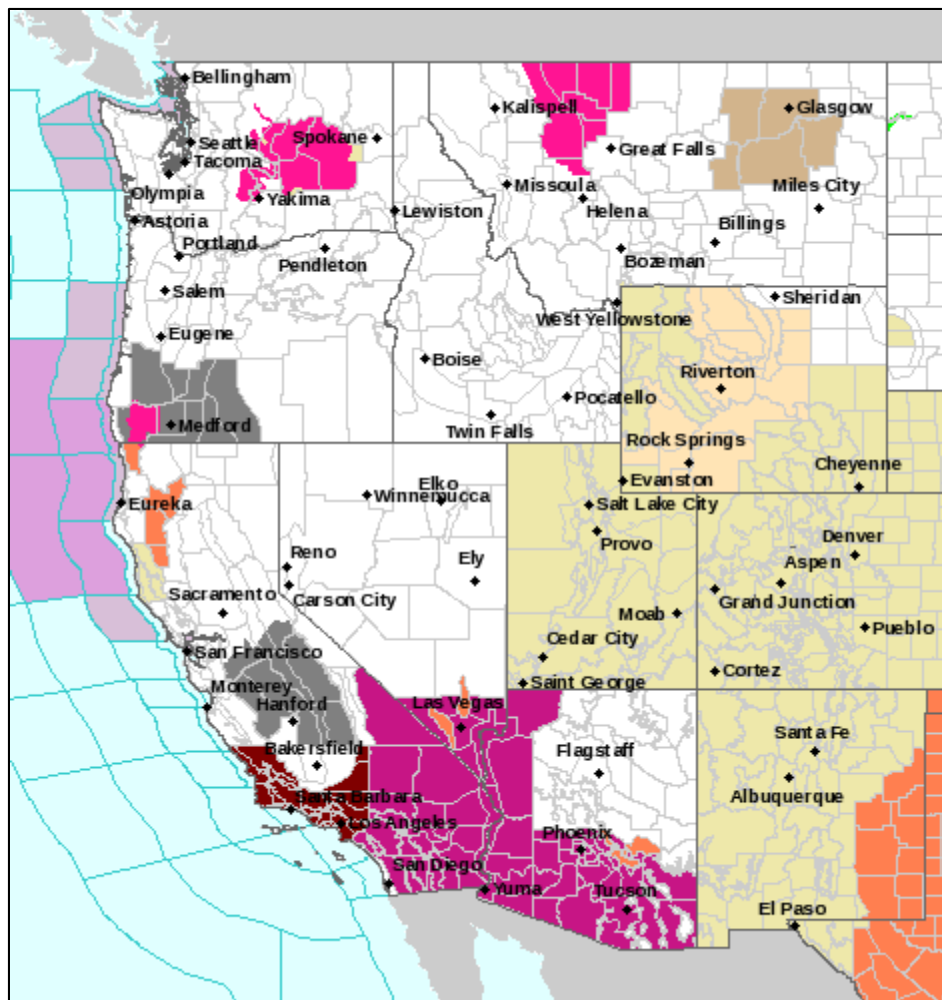 Bellingham
Kalispell
Glasgow
Seattle
Spokane
Great Falls
Tacoma
Olympia
Yakima
Missoula
Miles City
Helena
Lewiston
Astoria
Billings
Portland
Pendleton
Bozeman
Salem
Sheridan
West Yellowstone
Eugene
Boise
Riverton
Pocatello
Medford
Twin Falls
Rock Springs
Cheyenne
Evanston
Elko
Winnemucca
Eureka
Salt Lake City
Provo
Denver
Reno
Ely
Aspen
Sacramento
Carson City
Grand Junction
Moab
Pueblo
Cedar City
San Francisco
Cortez
Saint George
Monterey
Hanford
Las Vegas
Santa Fe
Bakersfield
Flagstaff
Albuquerque
Santa Barbara
Los Angeles
Phoenix
San Diego
Yuma
Tucson
El Paso